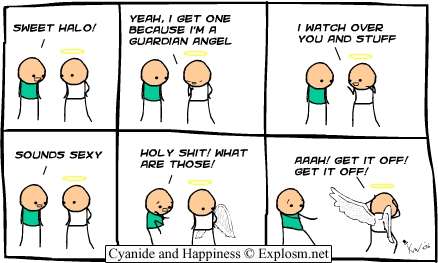 SWEET HALO!
YEAH, I GET ONE
BECAUSE I'M A
GUARDIAN ANGEL
I WATCH OVER
YOU AND STUFF
SOUNDS SEXY
HOLY SHIT! WHAT
ARE THOSE!
AAAH! GET IT OFF!
GET IT OFF!
Cyanide and Happiness © Explosm.net